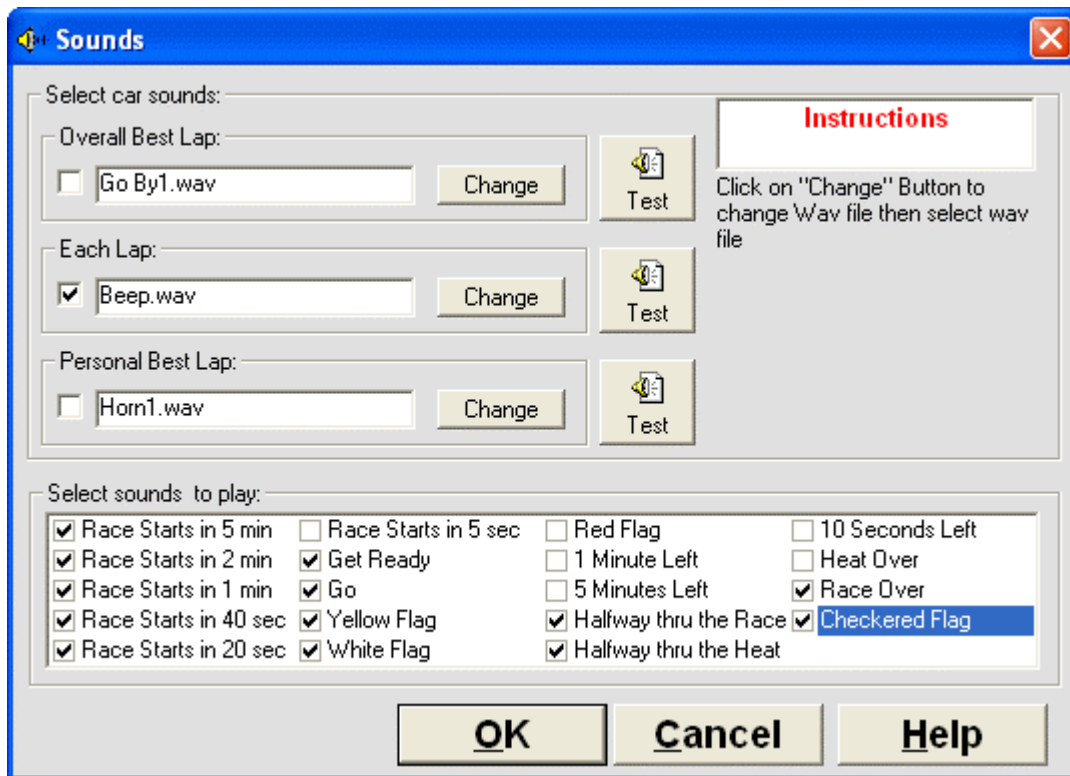 Sounds
Select car sounds:
Overall Best Lap:
Go By1.wav
Change
Test
Each Lap:
Beep.wav
Change
Test
Personal Best Lap:
Horn1.wav
Change
Test
Instructions
Click on "Change" Button to
change Wav file then select wav
file
Select sounds to play:
Race Starts in 5 min
Race Starts in 2 min
Race Starts in 1 min
Race Starts in 40 sec
Race Starts in 20 sec
Race Starts in 5 sec
Get Ready
Go
Yellow Flag
White Flag
Red Flag
1 Minute Left
5 Minutes Left
Halfway thru the Race
Halfway thru the Heat
10 Seconds Left
Heat Over
Race Over
Checkered Flag
OK
Cancel
Help